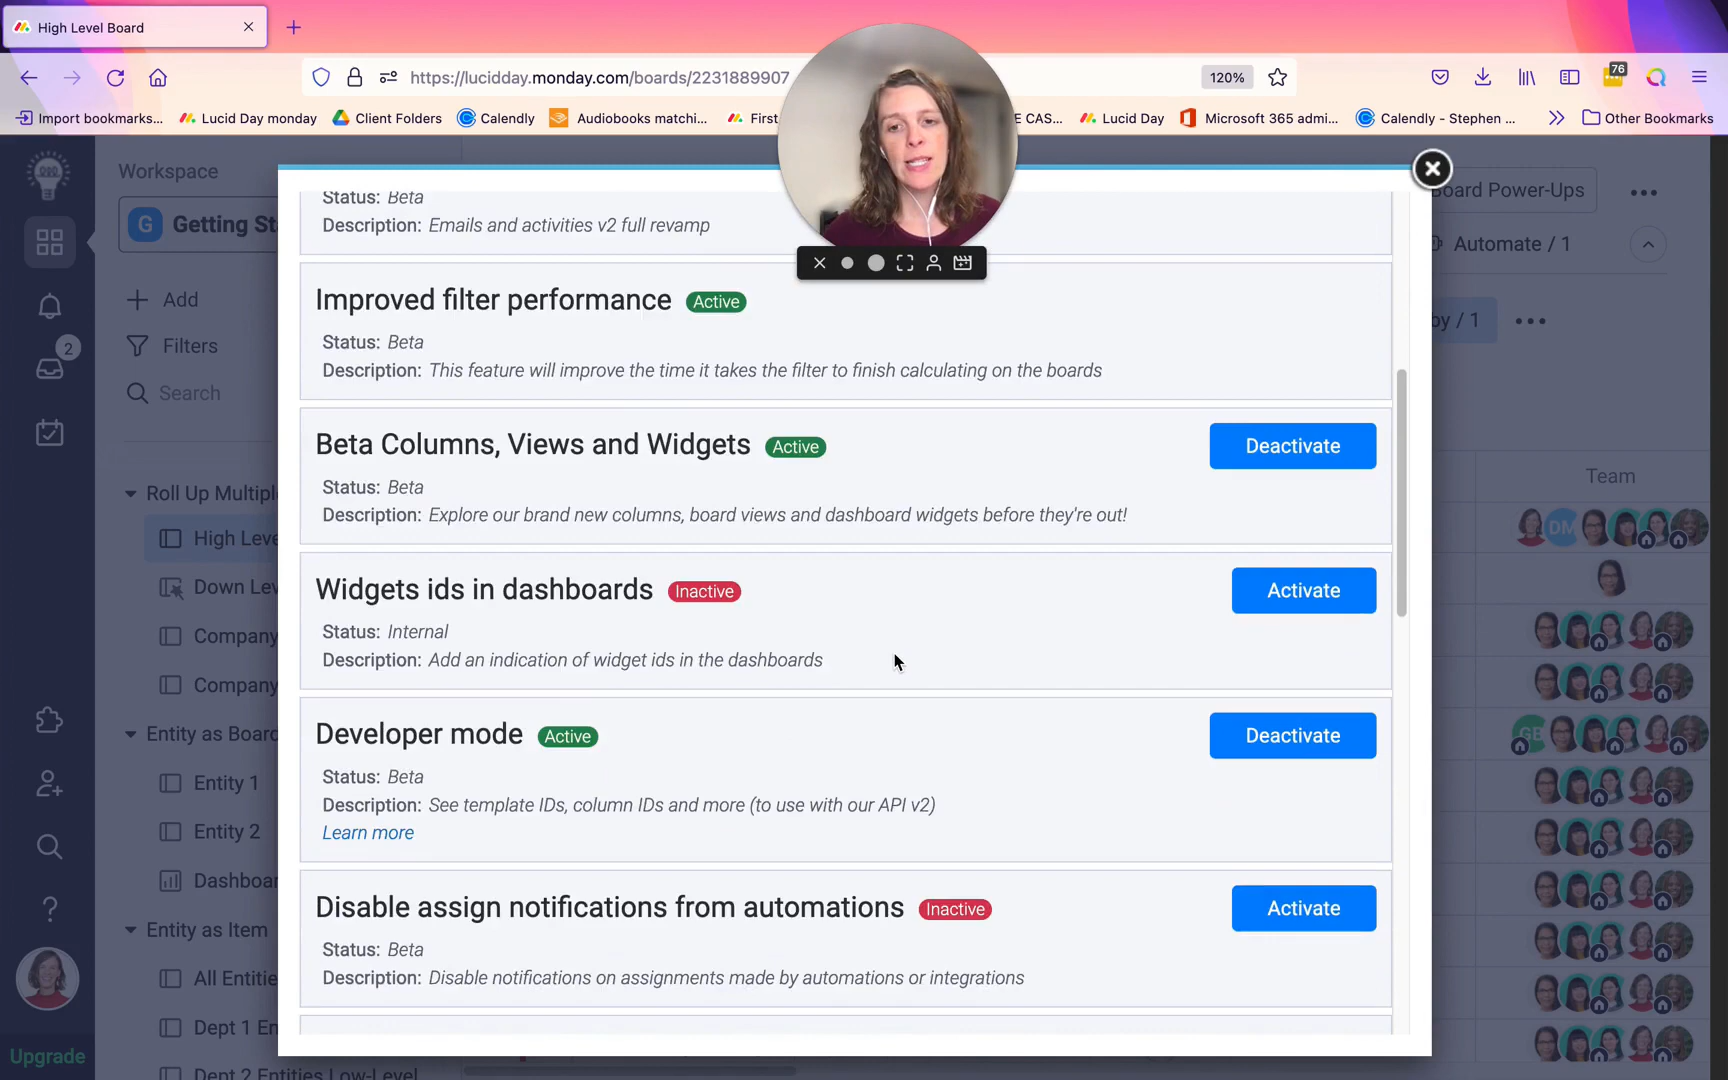 High Level Board
https://lucidday.monday.com/boards/2231889907
120%
76
Import bookmarks...
Lucid Day monday
Client Folders
Calendly
Audiobooks matchi...
First
E CAS...
Lucid Day
Microsoft 365 admi...
Calendly - Stephen ...
Other Bookmarks
Workspace
G
Getting Sta
Add
Filters
Search
2
Roll Up Multipl
High Leve
Down Lev
Company
Company
Entity as Board
Entity 1
Entity 2
Dashboar
Entity as Item
All Entitie
Dept 1 En
Dept 2 Entities Low-Level
Upgrade
Status: Beta
Description: Emails and activities v2 full revamp
Improved filter performance Active
Status: Beta
Description: This feature will improve the time it takes the filter to finish calculating on the boards
Beta Columns, Views and Widgets Active
Deactivate
Status: Beta
Description: Explore our brand new columns, board views and dashboard widgets before they're out!
Widgets ids in dashboards Inactive
Activate
Status: Internal
Description: Add an indication of widget ids in the dashboards
Developer mode Active
Deactivate
Status: Beta
Description: See template IDs, column IDs and more (to use with our API v2)
Learn more
Disable assign notifications from automations Inactive
Activate
Status: Beta
Description: Disable notifications on assignments made by automations or integrations
Board Power-Ups
Automate / 1
by / 1
Team
DM
GE